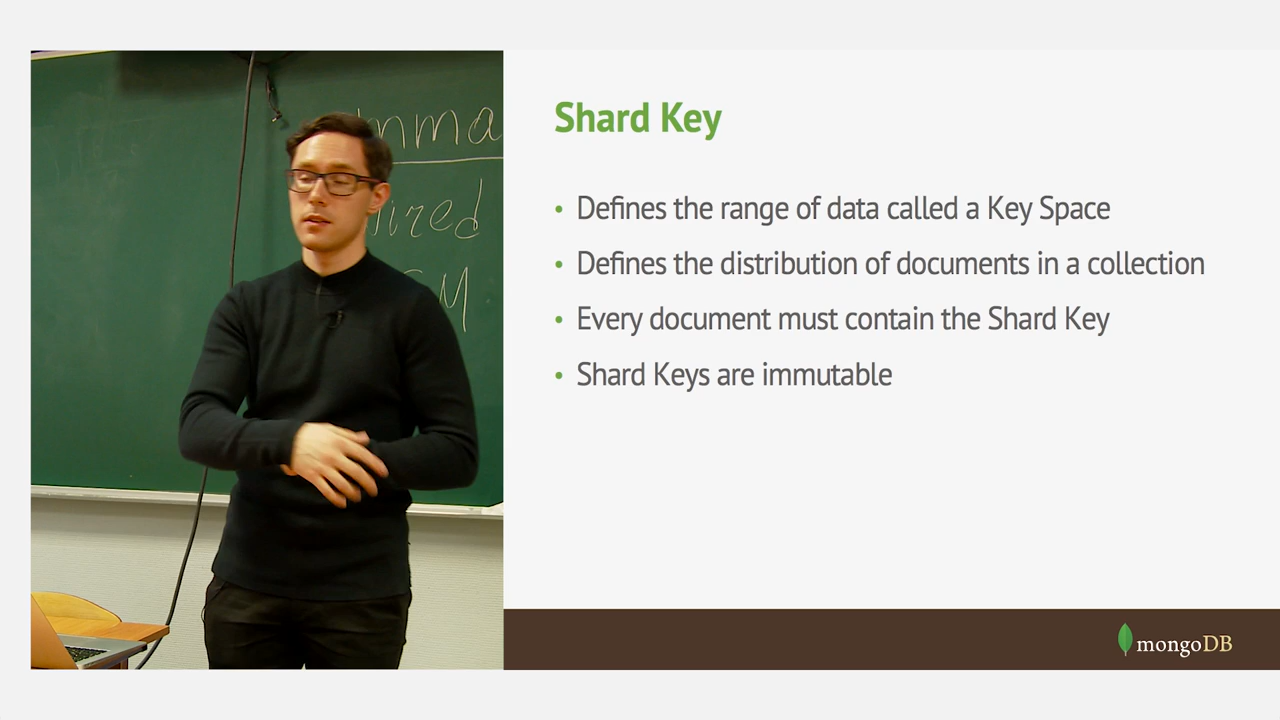 Shard Key
• Defines the range of data called a Key Space
• Defines the distribution of documents in a collection
• Every document must contain the Shard Key
• Shard Keys are immutable
mongoDB